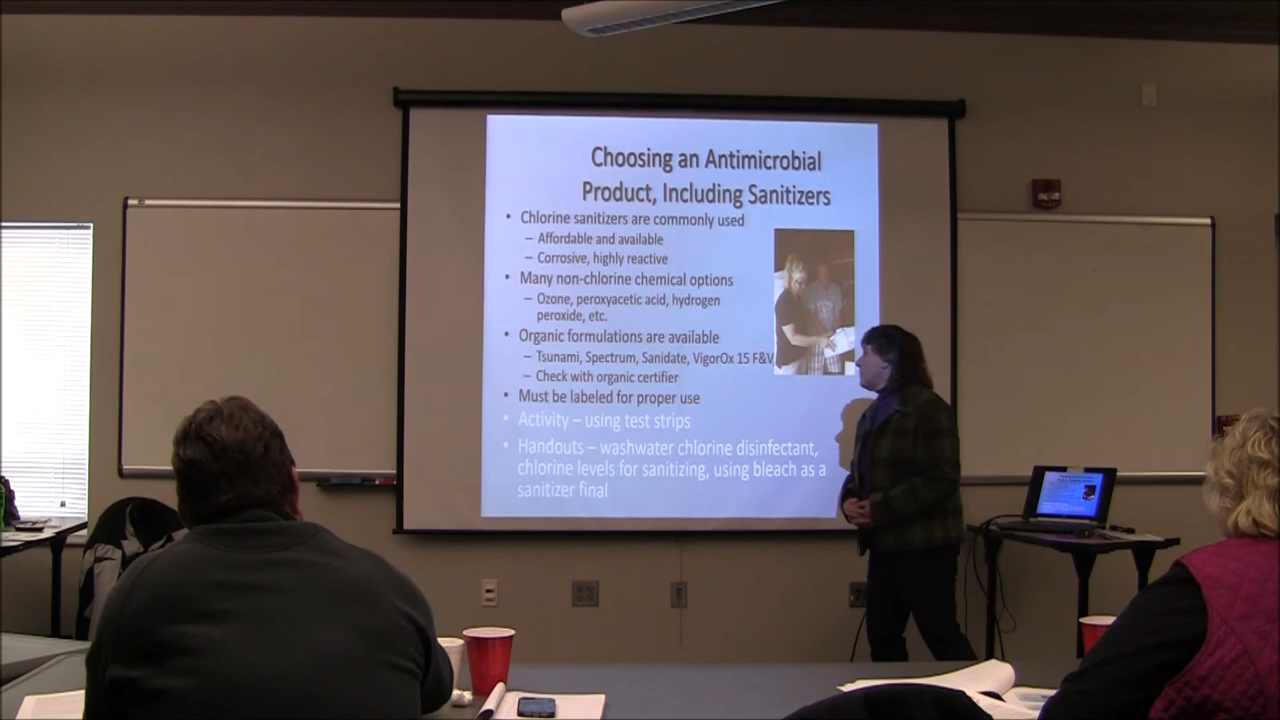 Choosing an Antimicrobial
Product, Including Sanitizers
• Chlorine sanitizers are commonly used
– Affordable and available
– Corrosive, highly reactive
• Many non-chlorine chemical options
– Ozone, peroxyacetic acid, hydrogen
peroxide, etc.
• Organic formulations are available
– Tsunami, Spectrum, Sanidate, VigorOx 15 F&V
– Check with organic certifier
• Must be labeled for proper use
• Activity – using test strips
• Handouts – washwater chlorine disinfectant,
chlorine levels for sanitizing, using bleach as a
sanitizer final